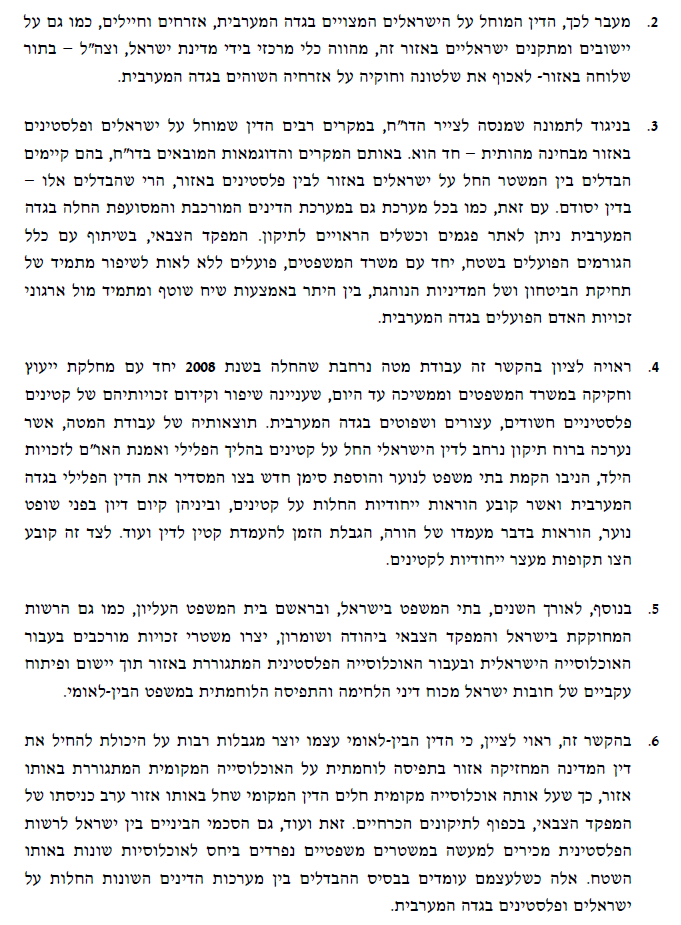 2. מעבר לכך, הדין המוחל על הישראלים המצויים בגדה המערבית, אזרחים וחיילים, כמו גם על
יישובים ומתקנים ישראליים באזור זה, מהווה כלי מרכזי בידי מדינת ישראל, וצה"ל – בתור
שלוחה באזור- לאכוף את שלטונה וחוקיה על אזרחיה השוהים בגדה המערבית.
3. בניגוד לתמונה שמנסה לצייר הדו"ח, במקרים רבים הדין שמוחל על ישראלים ופלסטינים
באזור מבחינה מהותית – חד הוא. באותם המקרים והדוגמאות המובאים בדו"ח, בהם קיימים
הבדלים בין המשטר החל על ישראלים באזור לבין פלסטינים באזור, הרי שהבדלים אלו –
בדין יסודם. עם זאת, כמו בכל מערכת גם במערכת הדינים המורכבת והמסועפת החלה בגדה
המערבית ניתן לאתר פגמים וכשלים הראויים לתיקון. המפקד הצבאי, בשיתוף עם כלל
הגורמים הפועלים בשטח, יחד עם משרד המשפטים, פועלים ללא לאות לשיפור מתמיד של
תחיקת הביטחון ושל המדיניות הנוהגת, בין היתר באמצעות שיח שוטף ומתמיד מול ארגוני
זכויות האדם הפועלים בגדה המערבית.
4. ראויה לציון בהקשר זה עבודת מטה נרחבת שהחלה בשנת 2008 יחד עם מחלקת ייעוץ
וחקיקה במשרד המשפטים וממשיכה עד היום, שעניינה שיפור וקידום זכויותיהם של קטינים
פלסטיניים חשודים, עצורים ושפוטים בגדה המערבית. תוצאותיה של עבודת המטה, אשר
נערכה ברוח תיקון נרחב לדין הישראלי החל על קטינים בהליך הפלילי ואמנת האו"ם לזכויות
הילד, הניבו הקמת בתי משפט לנוער והוספת סימן חדש בצו המסדיר את הדין הפלילי בגדה
המערבית ואשר קובע הוראות ייחודיות החלות על קטינים, וביניהן קיום דיון בפני שופט
נוער, הוראות בדבר מעמדו של הורה, הגבלת הזמן להעמדת קטין לדין ועוד. לצד זה קובע
הצו תקופות מעצר ייחודיות לקטינים.
5. בנוסף, לאורך השנים, בתי המשפט בישראל, ובראשם בית המשפט העליון, כמו גם הרשות
המחוקקת בישראל והמפקד הצבאי ביהודה ושומרון, יצרו משטרי זכויות מורכבים בעבור
האוכלוסייה הישראלית ובעבור האוכלוסייה הפלסטינית המתגוררת באזור תוך יישום ופיתוח
עקביים של חובות ישראל מכוח דיני הלחימה והתפיסה הלוחמתית במשפט הבין-לאומי.
6. בהקשר זה, ראוי לציין, כי הדין הבין-לאומי עצמו יוצר מגבלות רבות על היכולת להחיל את
דין המדינה המחזיקה אזור בתפיסה לוחמתית על האוכלוסייה המקומית המתגוררת באותו
אזור, כך שעל אותה אוכלוסייה מקומית חלים הדין המקומי שחל באותו אזור ערב כניסתו של
המפקד הצבאי, בכפוף לתיקונים הכרחיים. זאת ועוד, גם הסכמי הביניים בין ישראל לרשות
הפלסטינית מכירים למעשה במשטרים משפטיים נפרדים ביחס לאוכלוסיות שונות באותו
השטח. אלה כשלעצמם עומדים בבסיס ההבדלים בין מערכות הדינים השונות החלות על
ישראלים ופלסטינים בגדה המערבית.